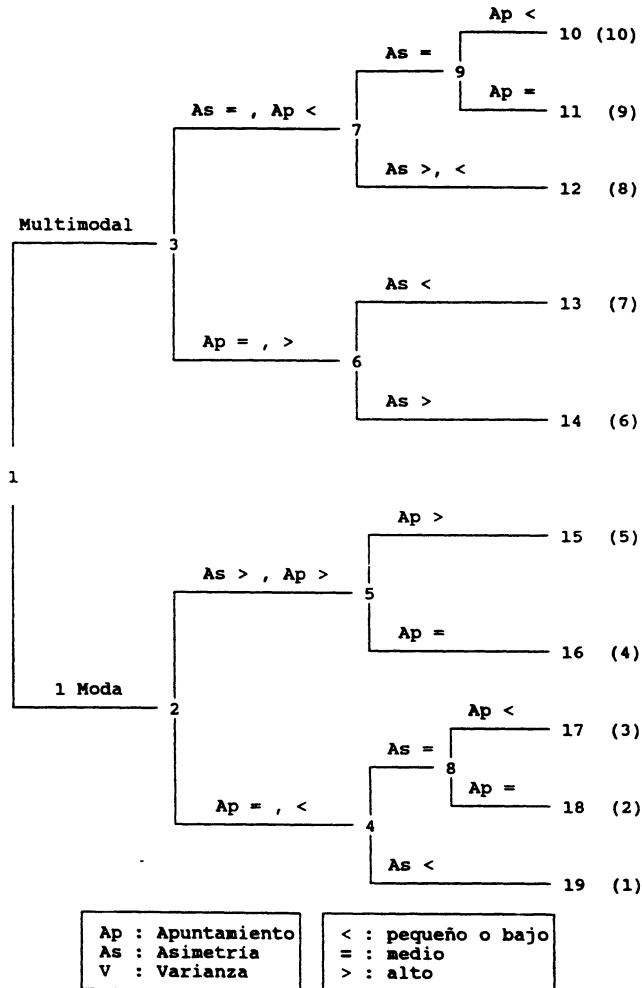 Ap <
10 (10)
As =
9
Ap =
11 (9)
As = , Ap <
7
As >, <
12 (8)
Multimodal
3
As <
13 (7)
Ap = , >
6
As >
14 (6)
1
Ap >
15 (5)
As > , Ap >
5
Ap =
16 (4)
1 Moda
2
Ap <
17 (3)
As =
8
Ap =
18 (2)
Ap = , <
4
As <
19 (1)
Ap : Apuntamiento
As : Asimetría
V : Varianza
< : pequeño o bajo
= : medio
> : alto